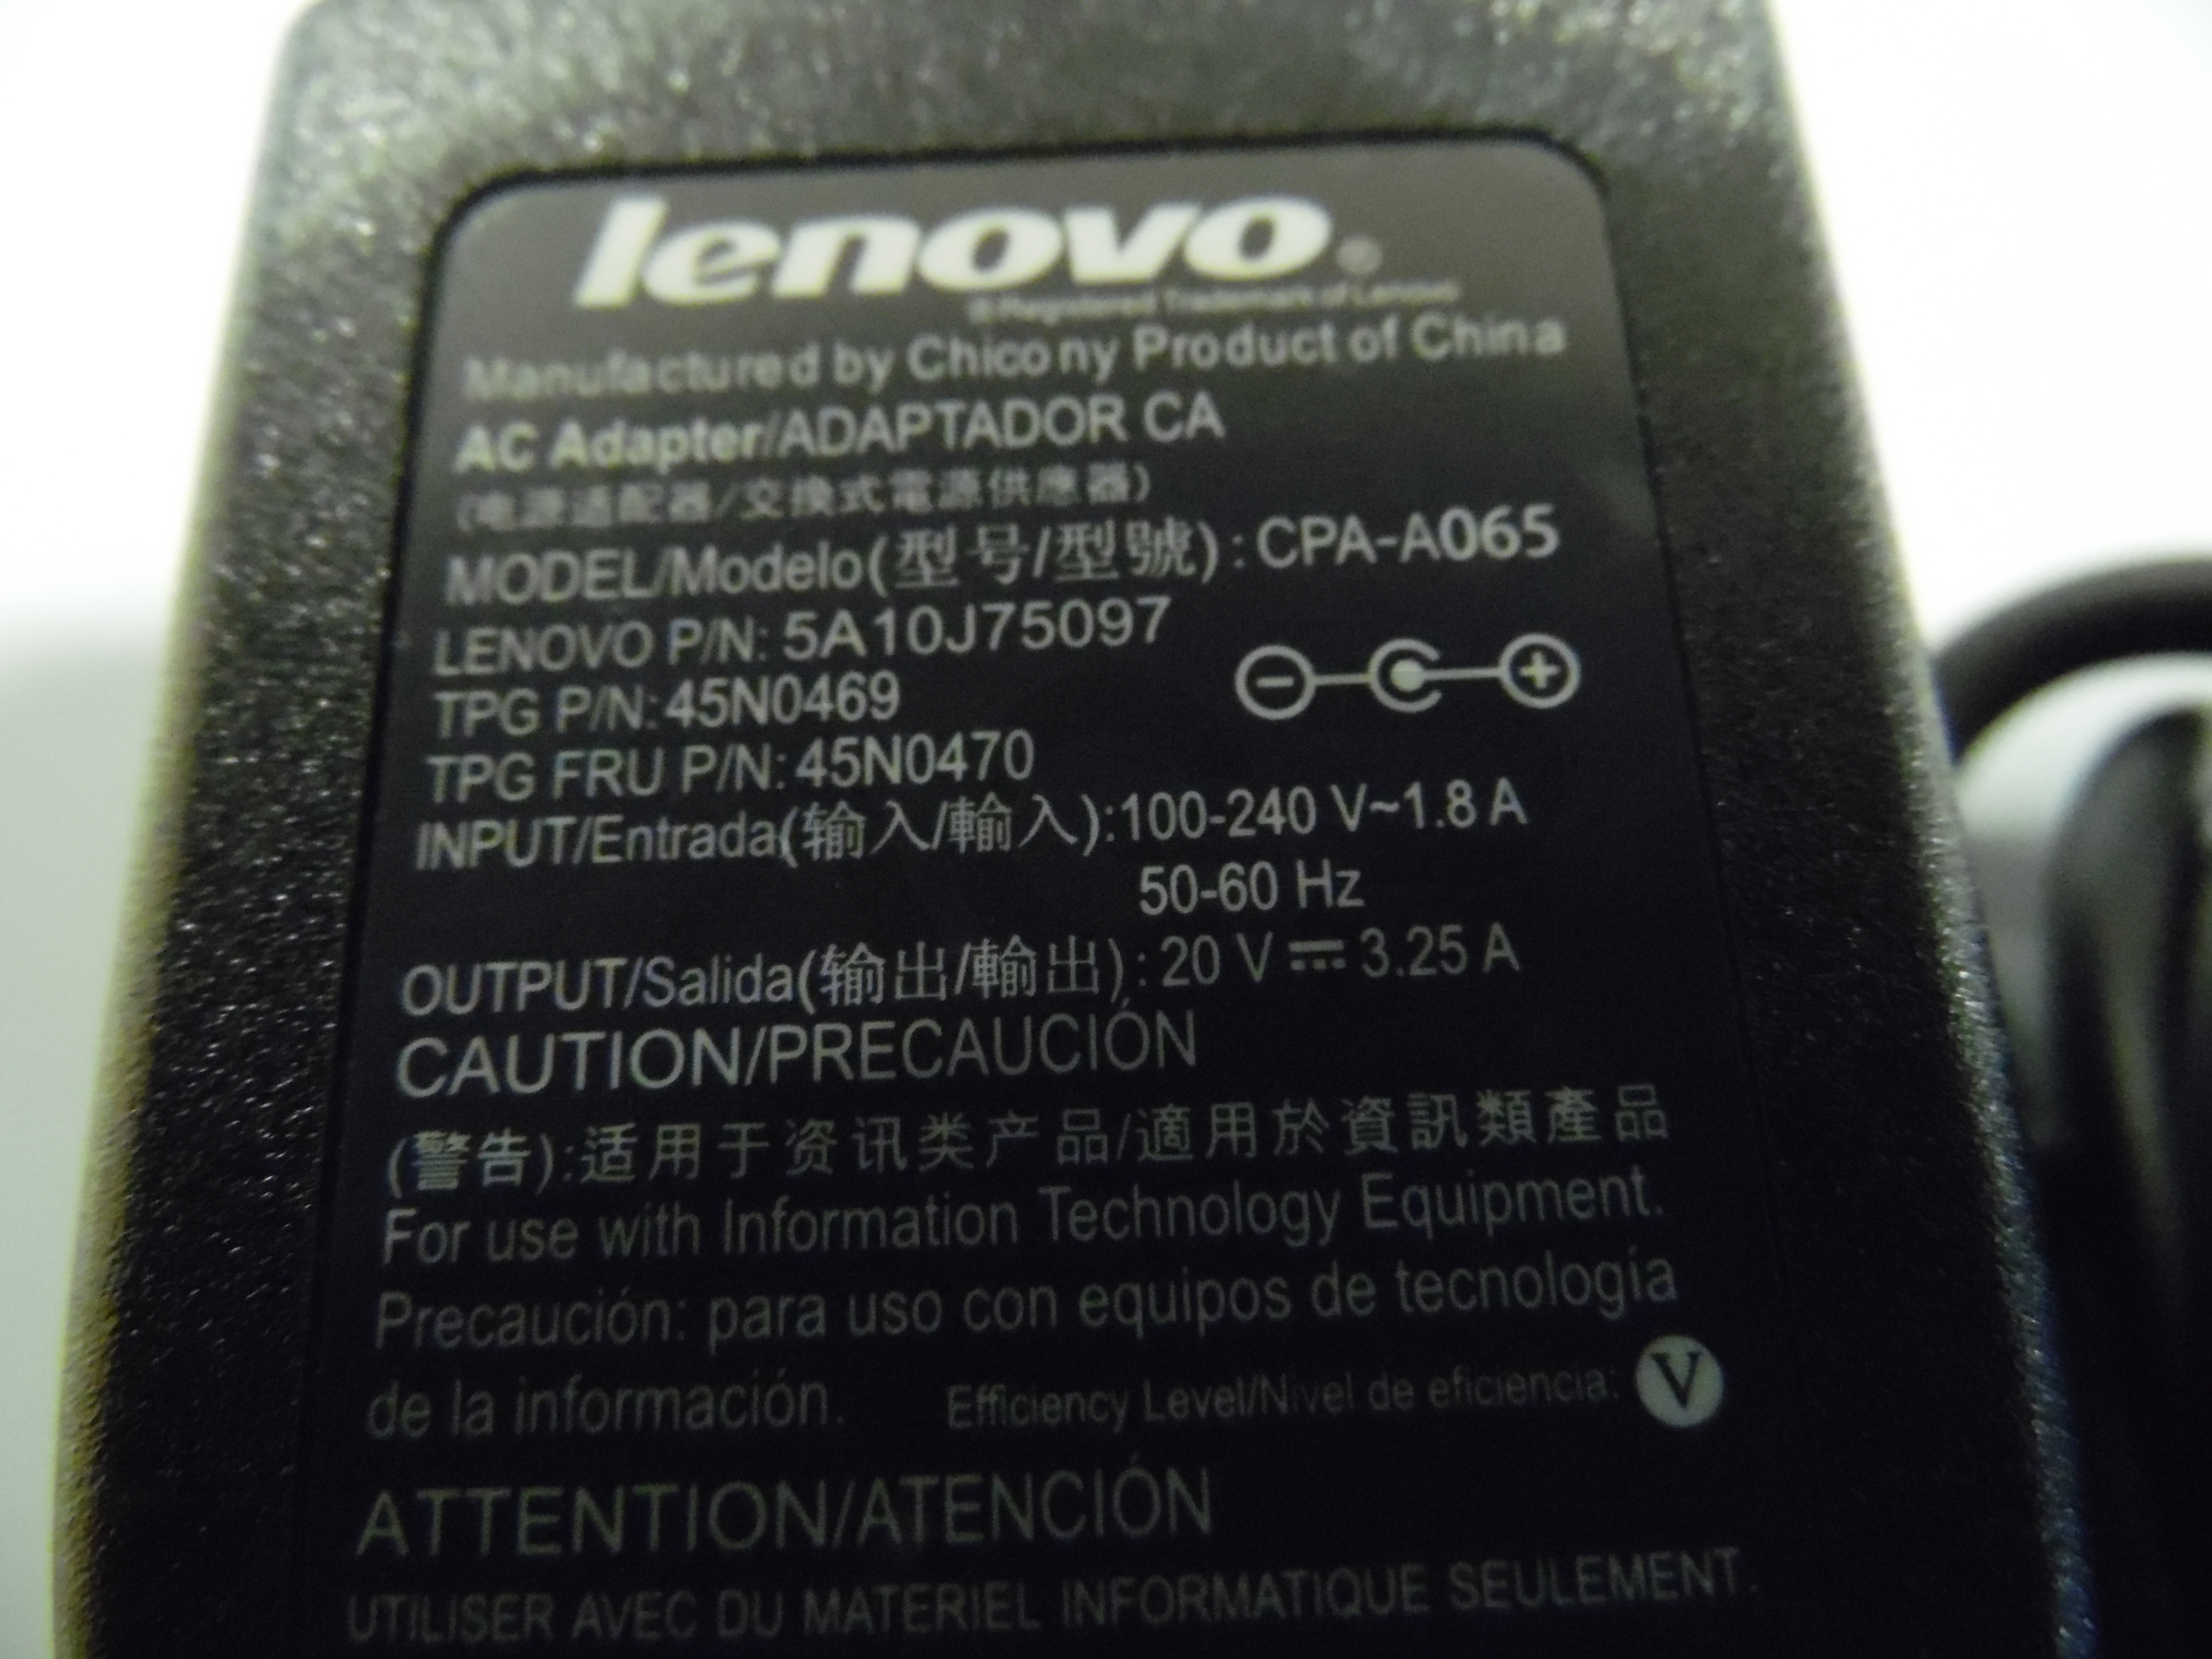 lenovo®
®Registered Trademark of Lenovo
Manufactured by Chicony Product of China
AC Adapter/ADAPTADOR CA
(电源适配器/交換式電源供應器)
MODEL/Modelo(型号/型號):CPA-A065
LENOVO P/N: 5A10J75097
TPG P/N: 45N0469
TPG FRU P/N: 45N0470
INPUT/Entrada(输入/輸入):100-240 V~1.8 A
50-60 Hz
OUTPUT/Salida(输出/輸出):20 V ⎓ 3.25 A
CAUTION/PRECAUCIÓN
(警告):适用于资讯类产品/適用於資訊類產品
For use with Information Technology Equipment.
Precaución: para uso con equipos de tecnologia
de la información. Efficiency Level/Nivel de eficiencia: V
ATTENTION/ATENCIÓN
UTILISER AVEC DU MATERIEL INFORMATIQUE SEULEMENT.